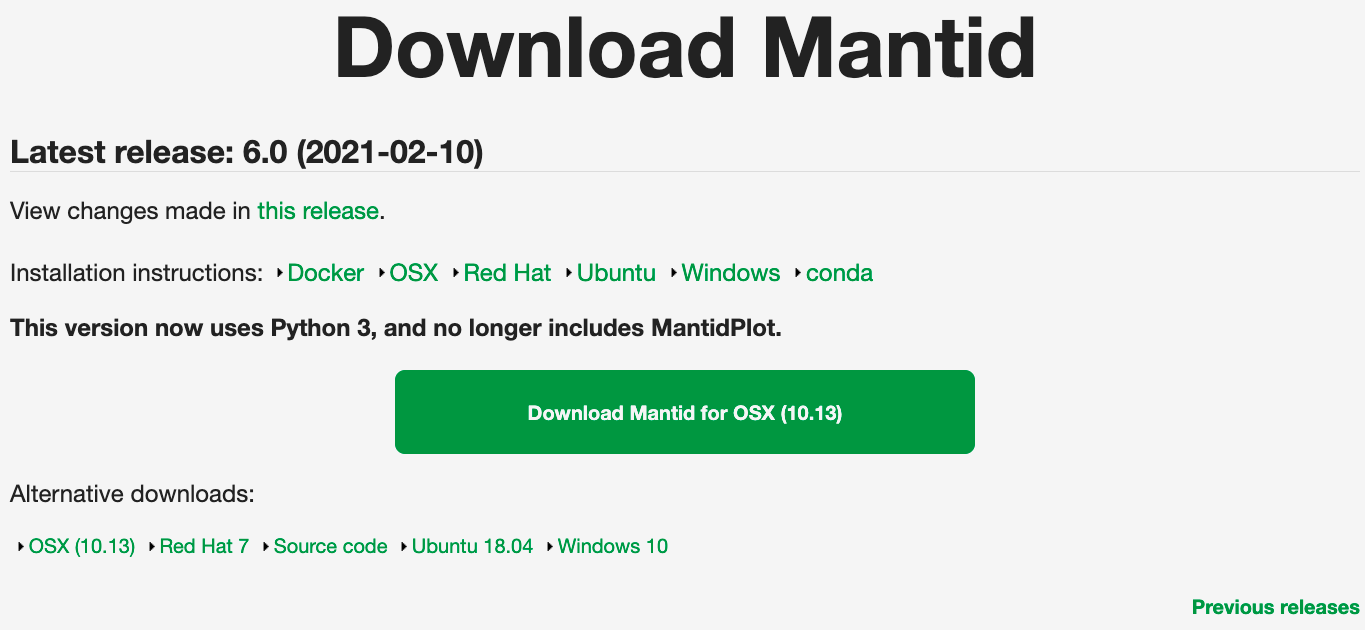 Download Mantid
Latest release: 6.0 (2021-02-10)
View changes made in this release.
Installation instructions: Docker OSX Red Hat Ubuntu Windows conda
This version now uses Python 3, and no longer includes MantidPlot.
Download Mantid for OSX (10.13)
Alternative downloads:
OSX (10.13) Red Hat 7 Source code Ubuntu 18.04 Windows 10
Previous releases